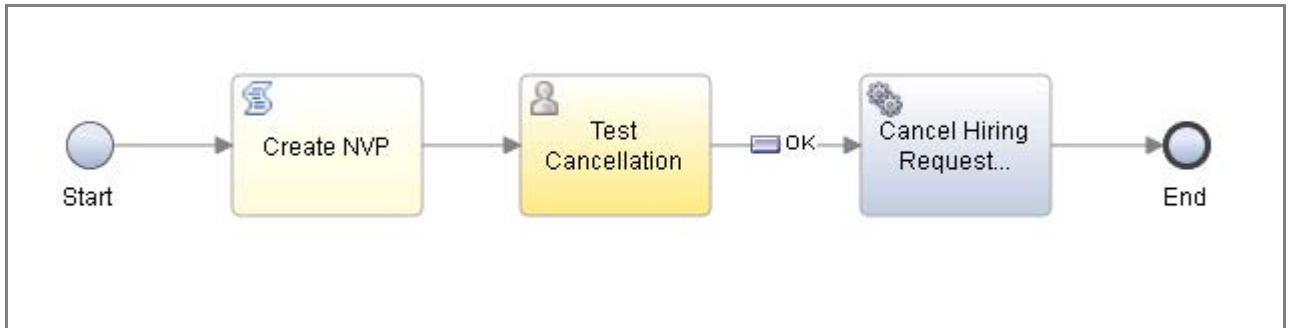 Start
Create NVP
Test
Cancellation
OK
Cancel Hiring
Request...
End